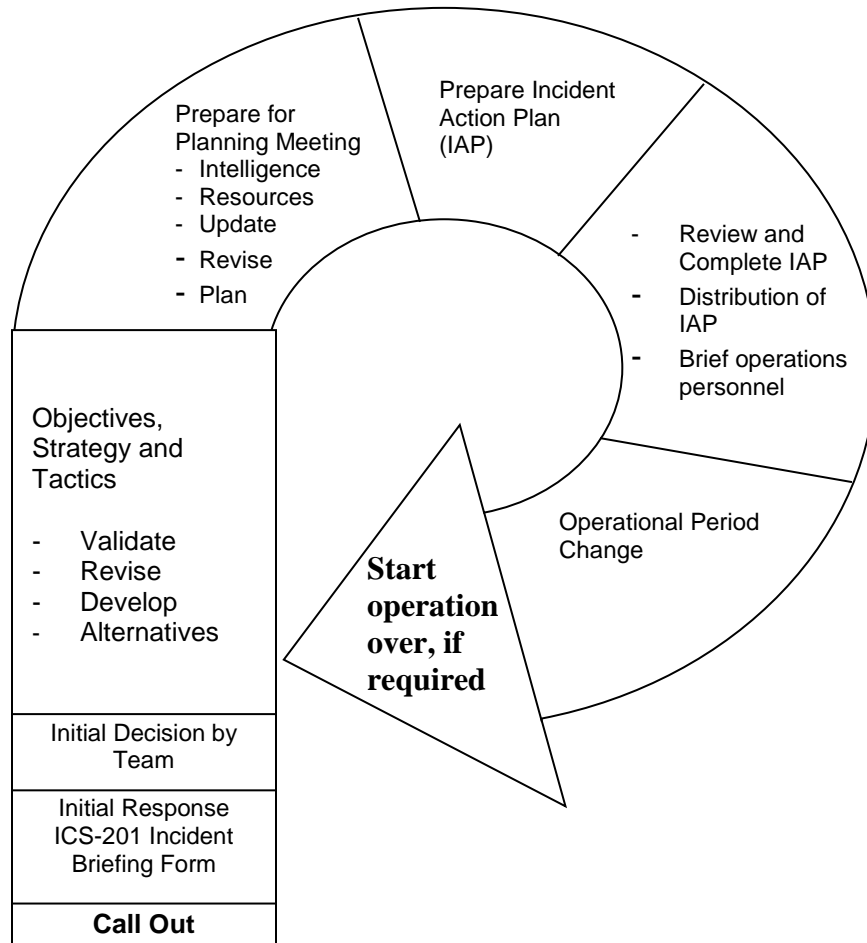 Prepare for
Planning Meeting
- Intelligence
- Resources
- Update
- Revise
- Plan
Prepare Incident
Action Plan
(IAP)
- Review and
Complete IAP
- Distribution of
IAP
- Brief operations
personnel
Operational Period
Change
Start
operation
over, if
required
Objectives,
Strategy and
Tactics
- Validate
- Revise
- Develop
- Alternatives
Initial Decision by
Team
Initial Response
ICS-201 Incident
Briefing Form
Call Out